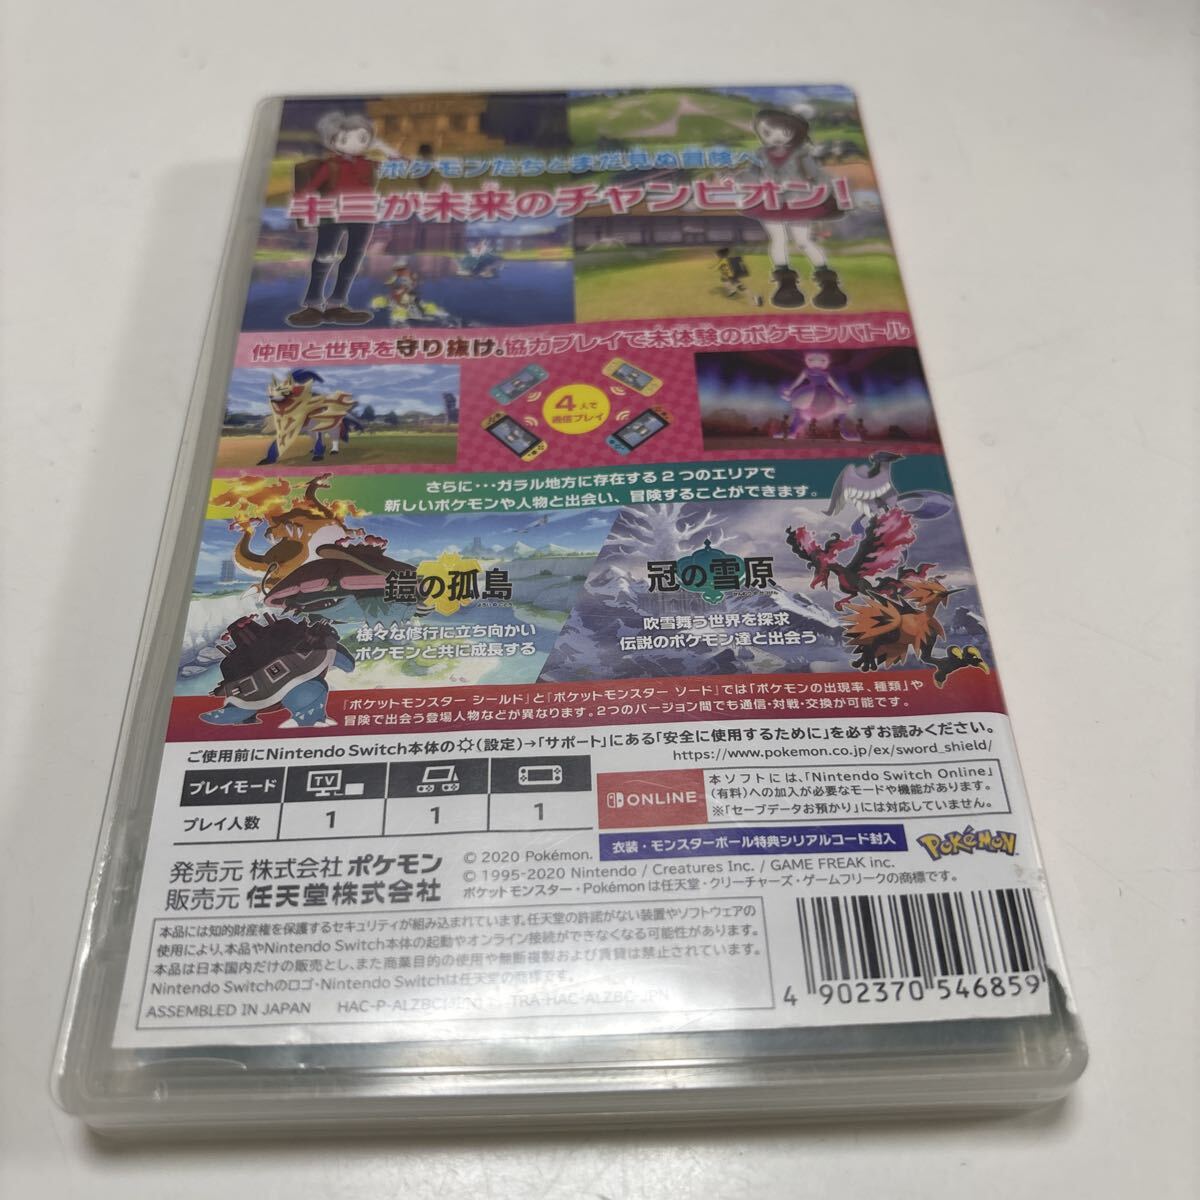 ポケモンたちとまだ見ぬ冒険へ
キミが未来のチャンピオン!
仲間と世界を守り抜け。協力プレイで未体験のポケモンバトル
4人で
通信プレイ
さらに…ガラル地方に存在する2つのエリアで
新しいポケモンや人物と出会い、冒険することができます。
鎧の孤島
よろいのことう
様々な修行に立ち向かい
ポケモンと共に成長する
冠の雪原
かんむりのせつげん
吹雪舞う世界を探求
伝説のポケモン達と出会う
『ポケットモンスター シールド』と『ポケットモンスター ソード』では「ポケモンの出現率、種類」や
冒険で出会う登場人物などが異なります。2つのバージョン間でも通信・対戦・交換が可能です。
ご使用前にNintendo Switch本体の(設定)→「サポート」にある「安全に使用するために」を必ずお読みください。
https://www.pokemon.co.jp/ex/sword_shield/
プレイモード TV
プレイ人数 1 1 1
ONLINE
本ソフトには、「Nintendo Switch Online」
(有料)への加入が必要なモードや機能があります。
※「セーブデータお預かり」には対応していません。
衣装・モンスターボール特典シリアルコード封入
POKéMON
発売元 株式会社ポケモン
販売元 任天堂株式会社
© 2020 Pokémon.
© 1995-2020 Nintendo / Creatures Inc. / GAME FREAK inc.
ポケットモンスター・Pokémonは任天堂・クリーチャーズ・ゲームフリークの商標です。
本品には知的財産権を保護するセキュリティが組み込まれています。任天堂の許諾がない装置やソフトウェアの
使用により、本品やNintendo Switch本体の起動やオンライン接続ができなくなる可能性があります。
本品は日本国内だけの販売とし、また商業目的の使用や無断複製および賃貸は禁止されています。
Nintendo Switchのロゴ・Nintendo Switchは任天堂の商標です。
ASSEMBLED IN JAPAN HAC-P-ALZBC(JPN) TRA-HAC-ALZBC-JPN
4 902370 546859